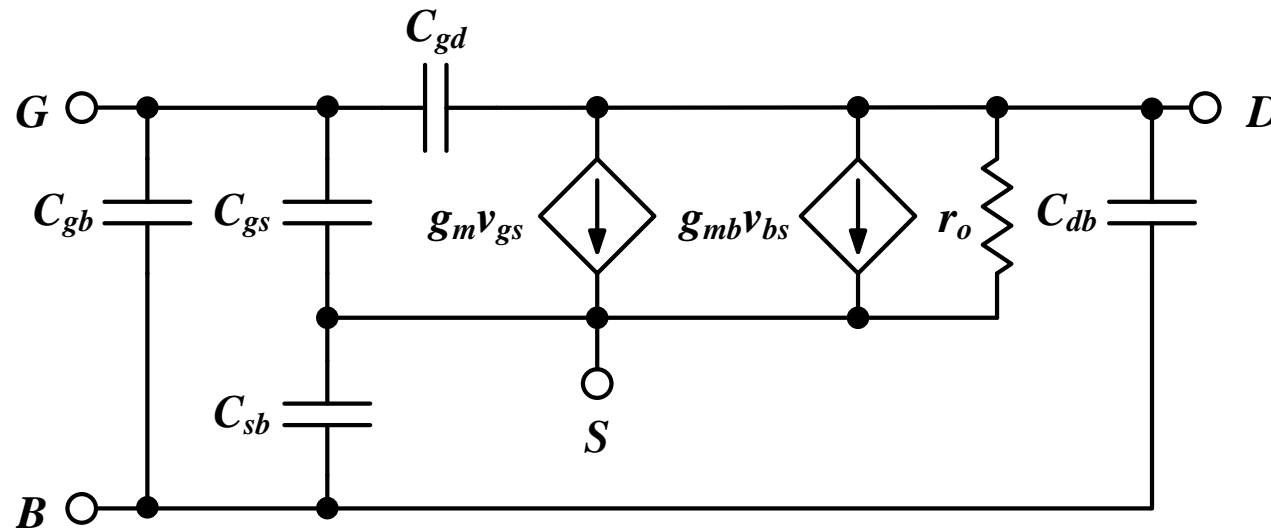 C_gd
G
D
C_gb
C_gs
g_m v_gs
g_mb v_bs
r_o
C_db
C_sb
S
B